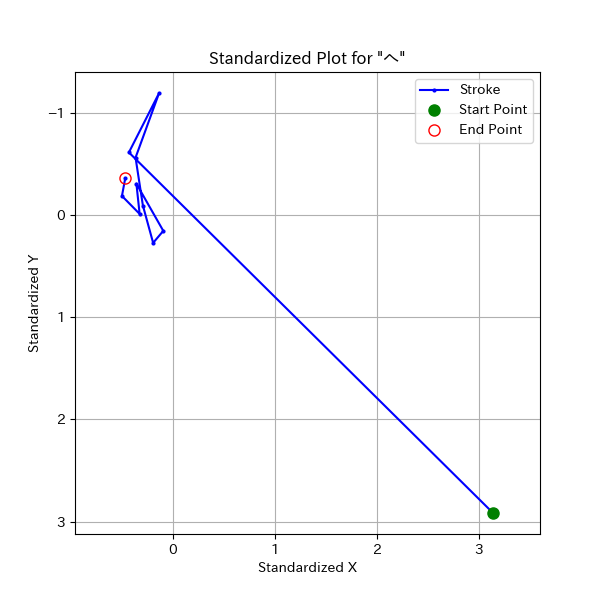 Standardized Plot for "へ"
Stroke
Start Point
End Point
−1
0
1
2
3
Standardized Y
0
1
2
3
Standardized X